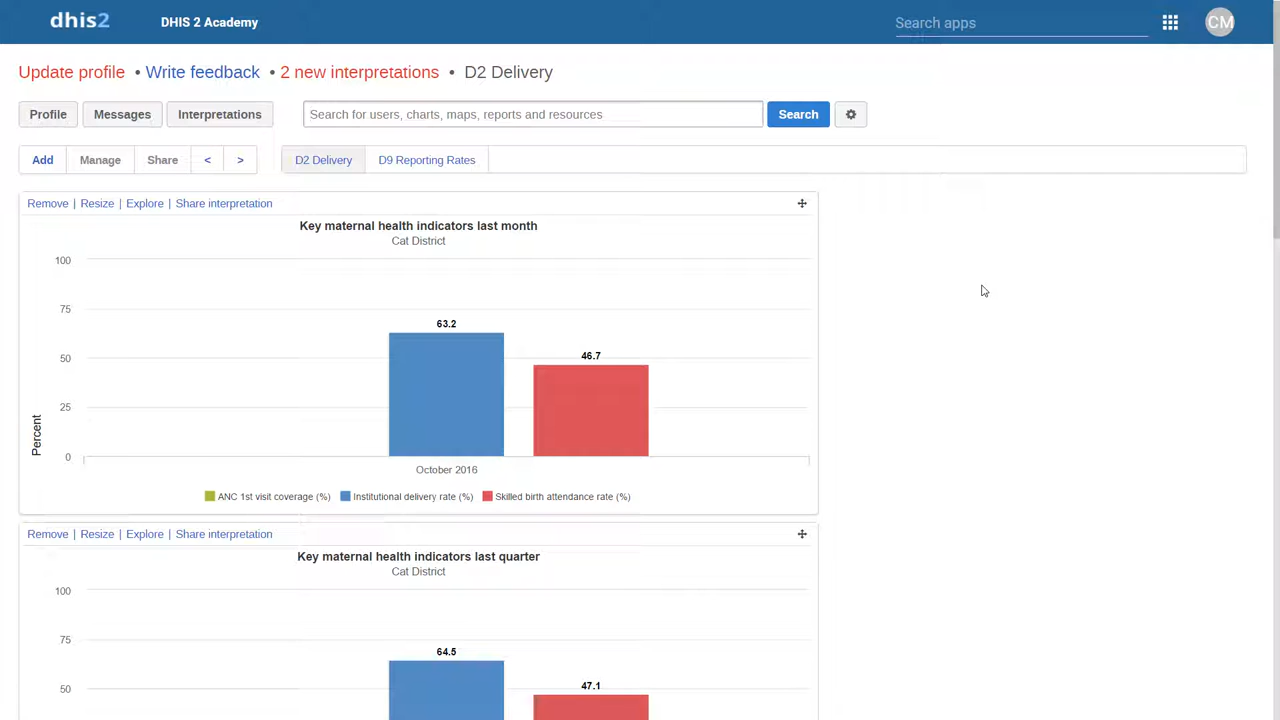 dhis2 DHIS 2 Academy Search apps CM
Update profile • Write feedback • 2 new interpretations • D2 Delivery
Profile Messages Interpretations Search for users, charts, maps, reports and resources Search
Add Manage Share < > D2 Delivery D9 Reporting Rates
Remove | Resize | Explore | Share interpretation
Key maternal health indicators last month
Cat District
100
75
50
25
0
Percent
63.2
46.7
October 2016
ANC 1st visit coverage (%) Institutional delivery rate (%) Skilled birth attendance rate (%)
Remove | Resize | Explore | Share interpretation
Key maternal health indicators last quarter
Cat District
100
75
50
64.5
47.1